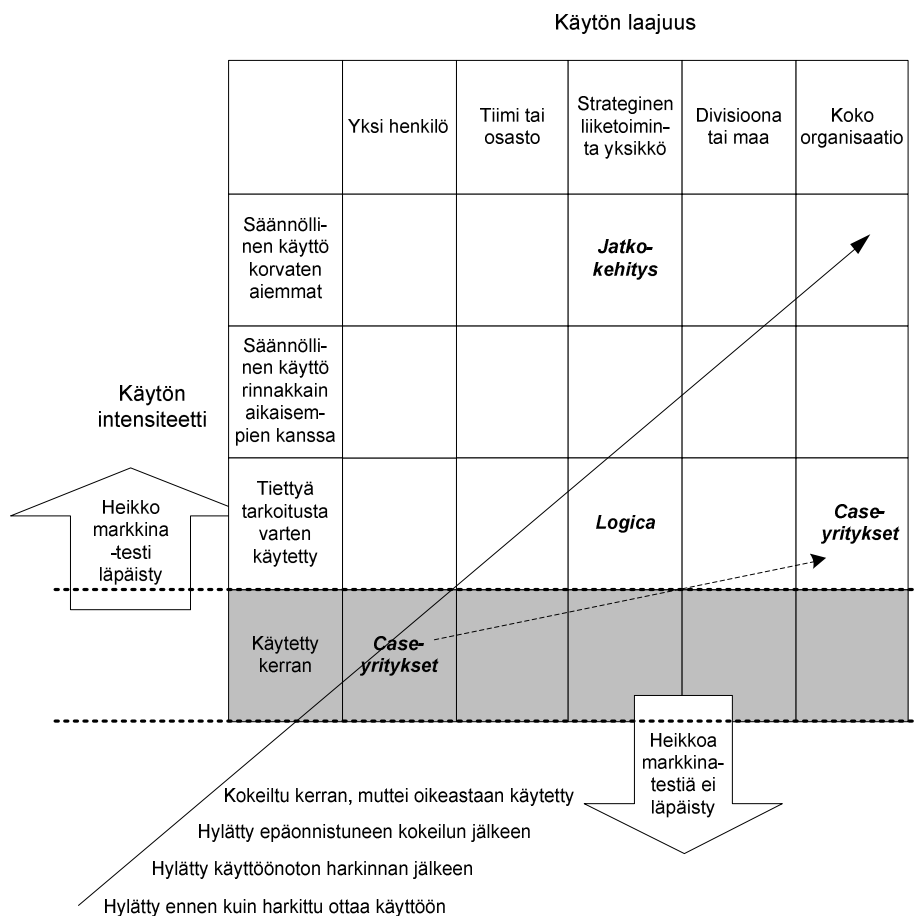 Käytön laajuus
Yksi henkilö
Tiimi tai
osasto
Strateginen
liiketoimin-
ta yksikkö
Divisioona
tai maa
Koko
organisaatio
Säännölli-
nen käyttö
korvaten
aiemmat
Jatko-
kehitys
Säännölli-
nen käyttö
rinnakkain
aikaisem-
pien kanssa
Käytön
intensiteetti
Heikko
markkina
-testi
läpäisty
Tiettyä
tarkoitusta
varten
käytetty
Logica
Case-
yritykset
Käytetty
kerran
Case-
yritykset
Heikkoa
markkina-
testiä ei
läpäisty
Kokeiltu kerran, muttei oikeastaan käytetty
Hylätty epäonnistuneen kokeilun jälkeen
Hylätty käyttöönoton harkinnan jälkeen
Hylätty ennen kuin harkittu ottaa käyttöön